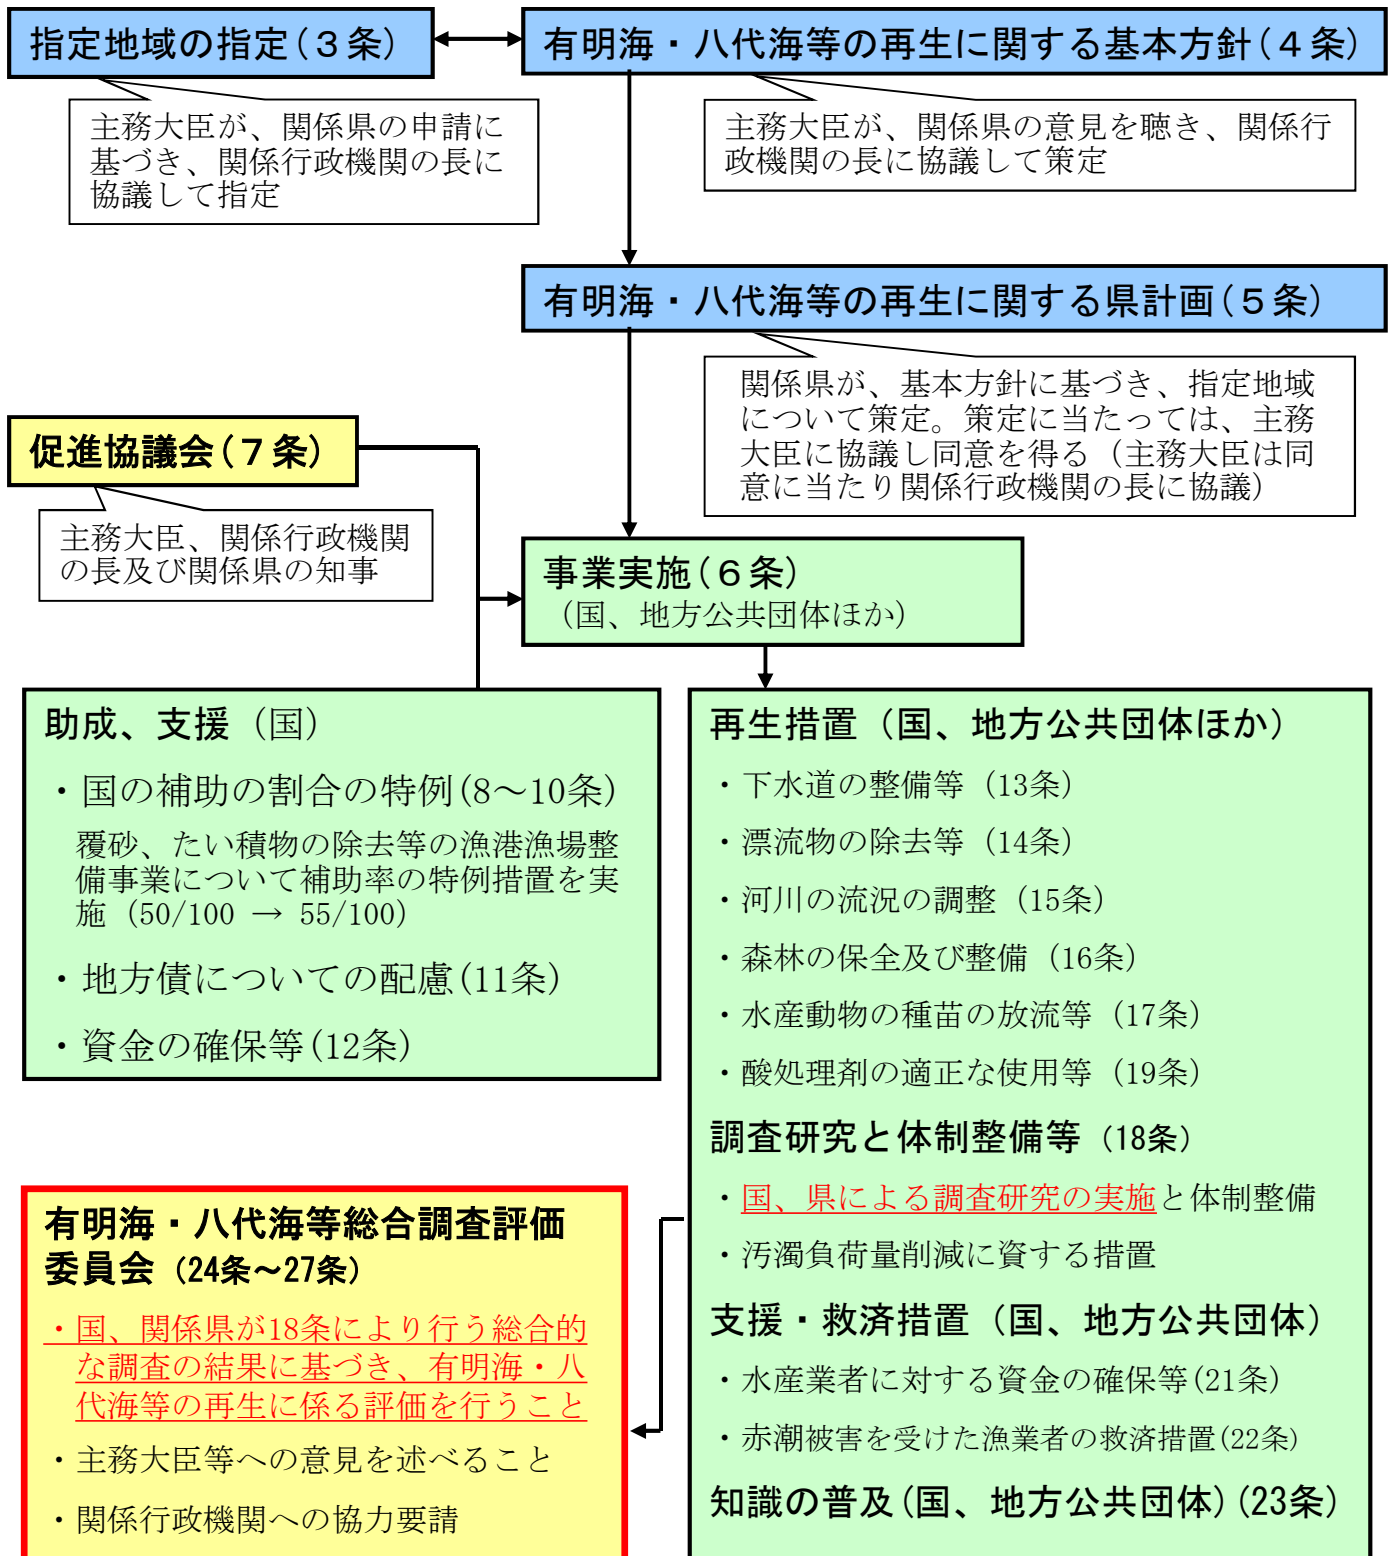 指定地域の指定(3条)
有明海・八代海等の再生に関する基本方針(4条)
主務大臣が、関係県の申請に
基づき、関係行政機関の長に
協議して指定
主務大臣が、関係県の意見を聴き、関係行
政機関の長に協議して策定
有明海・八代海等の再生に関する県計画(5条)
関係県が、基本方針に基づき、指定地域
について策定。策定に当たっては、主務
大臣に協議し同意を得る(主務大臣は同
意に当たり関係行政機関の長に協議)
促進協議会(7条)
主務大臣、関係行政機関
の長及び関係県の知事
事業実施(6条)
(国、地方公共団体ほか)
助成、支援(国)
・国の補助の割合の特例(8~10条)
覆砂、たい積物の除去等の漁港漁場整
備事業について補助率の特例措置を実
施(50/100 → 55/100)
・地方債についての配慮(11条)
・資金の確保等(12条)
再生措置(国、地方公共団体ほか)
・下水道の整備等(13条)
・漂流物の除去等(14条)
・河川の流況の調整(15条)
・森林の保全及び整備(16条)
・水産動物の種苗の放流等(17条)
・酸処理剤の適正な使用等(19条)
調査研究と体制整備等(18条)
・国、県による調査研究の実施と体制整備
・汚濁負荷量削減に資する措置
支援・救済措置(国、地方公共団体)
・水産業者に対する資金の確保等(21条)
・赤潮被害を受けた漁業者の救済措置(22条)
知識の普及(国、地方公共団体)(23条)
有明海・八代海等総合調査評価
委員会(24条~27条)
・国、関係県が18条により行う総合的
な調査の結果に基づき、有明海・八
代海等の再生に係る評価を行うこと
・主務大臣等への意見を述べること
・関係行政機関への協力要請